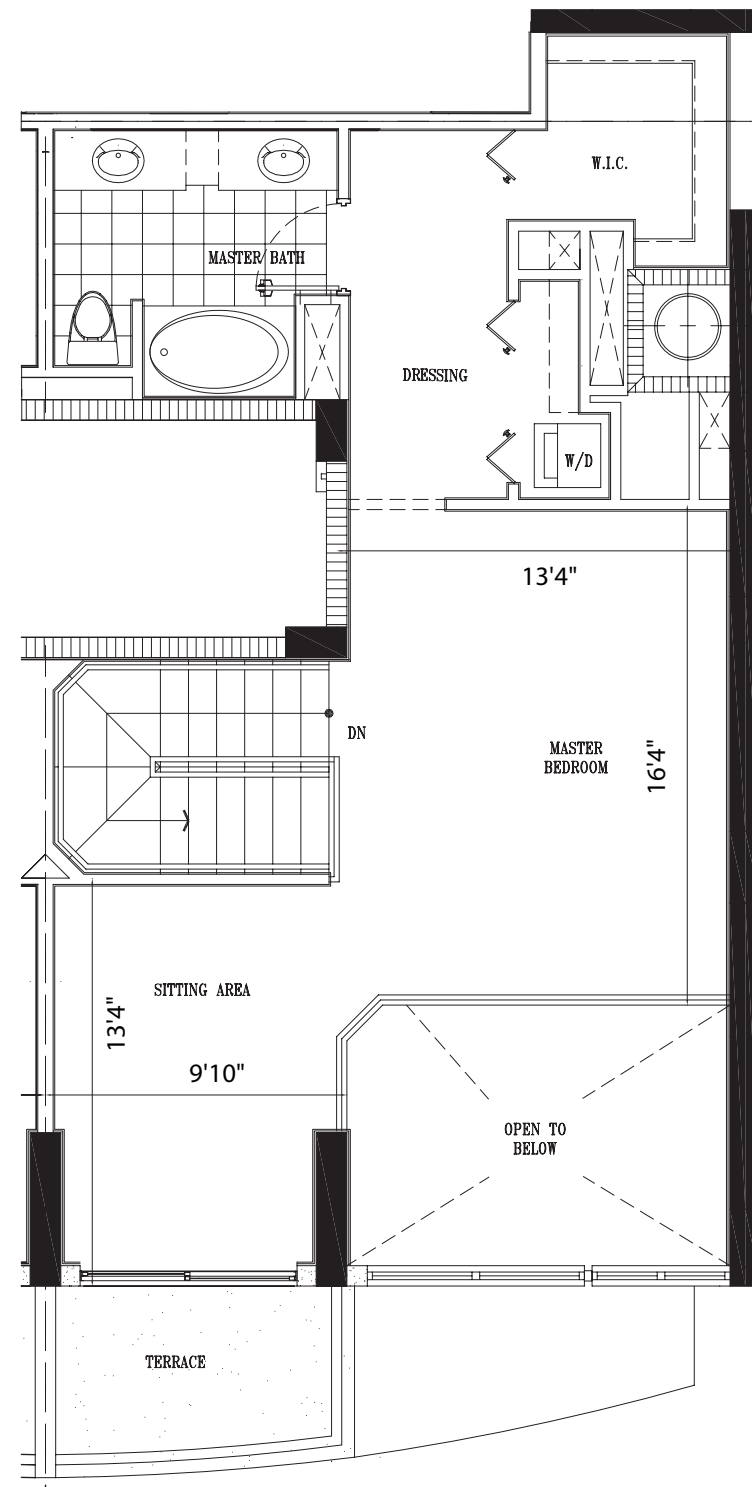 W.I.C.
MASTER BATH
DRESSING
W/D
13'4"
DN
MASTER
BEDROOM
16'4"
SITTING AREA
13'4"
9'10"
OPEN TO
BELOW
TERRACE